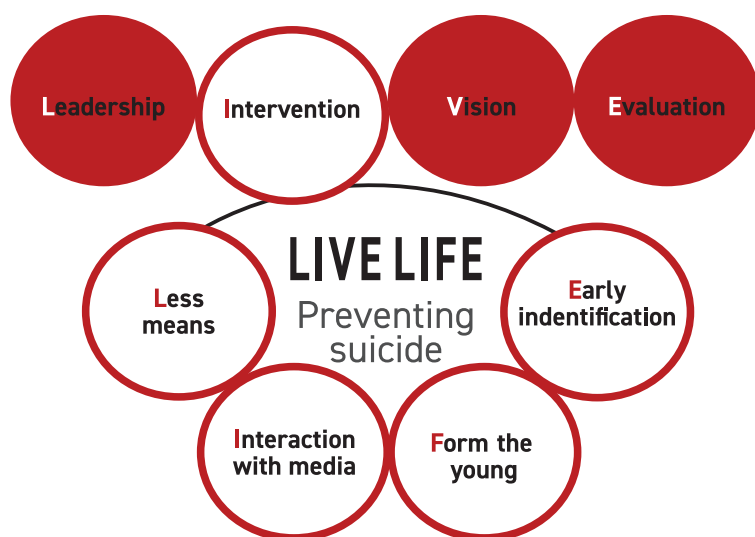 Leadership
Intervention
Vision
Evaluation
LIVE LIFE
Preventing
suicide
Less
means
Early
indentification
Interaction
with media
Form the
young